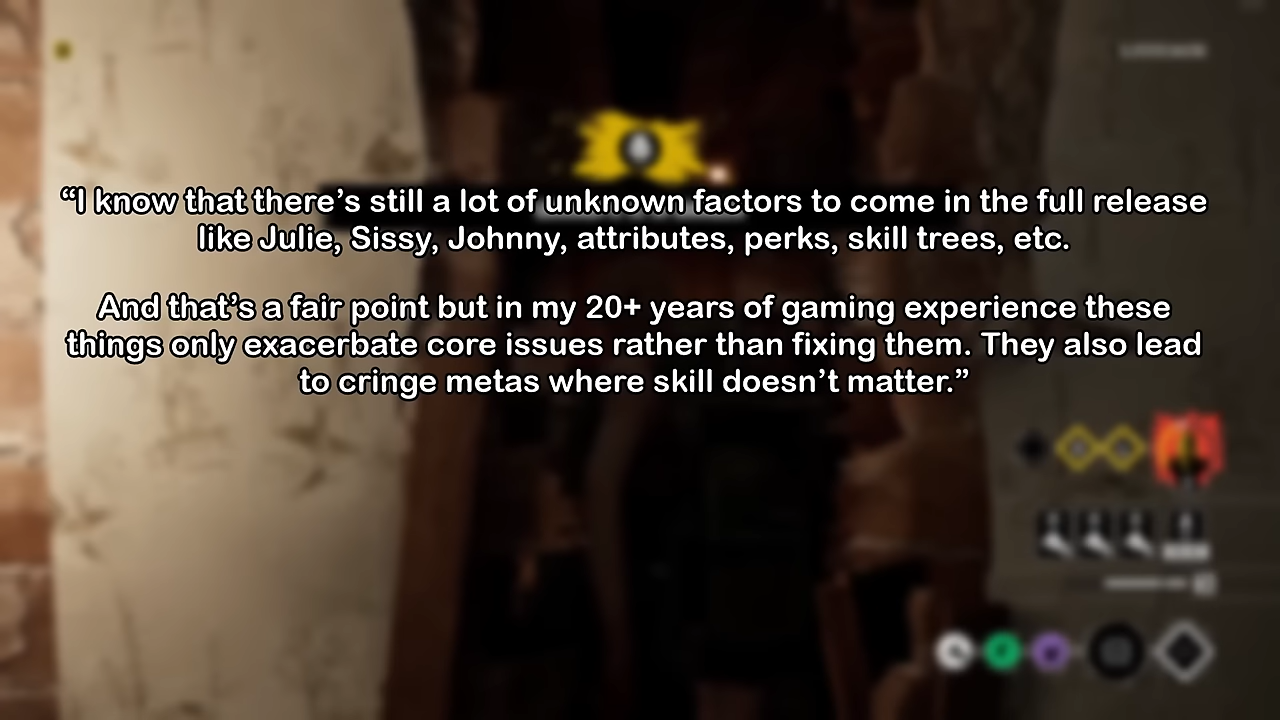 “I know that there’s still a lot of unknown factors to come in the full release
like Julie, Sissy, Johnny, attributes, perks, skill trees, etc.
And that’s a fair point but in my 20+ years of gaming experience these
things only exacerbate core issues rather than fixing them. They also lead
to cringe metas where skill doesn’t matter.”